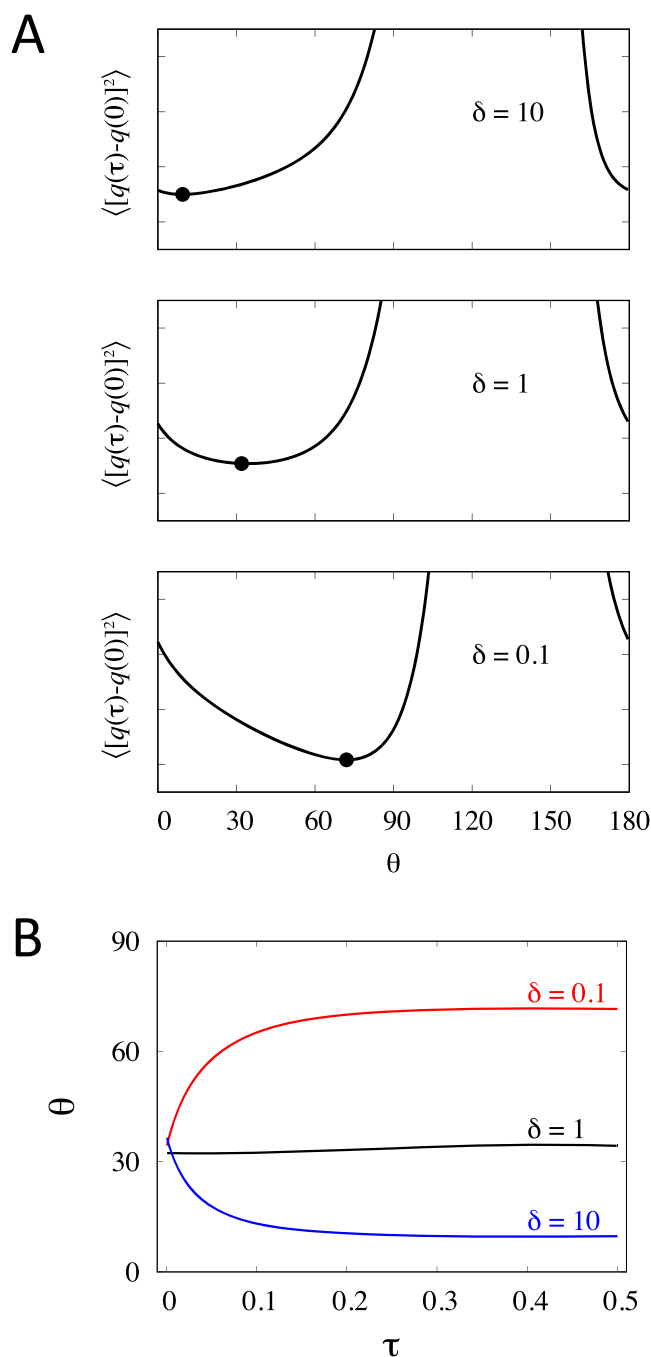 A
⟨[q(τ)-q(0)]²⟩
δ = 10
⟨[q(τ)-q(0)]²⟩
δ = 1
⟨[q(τ)-q(0)]²⟩
δ = 0.1
0 30 60 90 120 150 180
θ
B
90
60
30
0
θ
δ = 0.1
δ = 1
δ = 10
0 0.1 0.2 0.3 0.4 0.5
τ